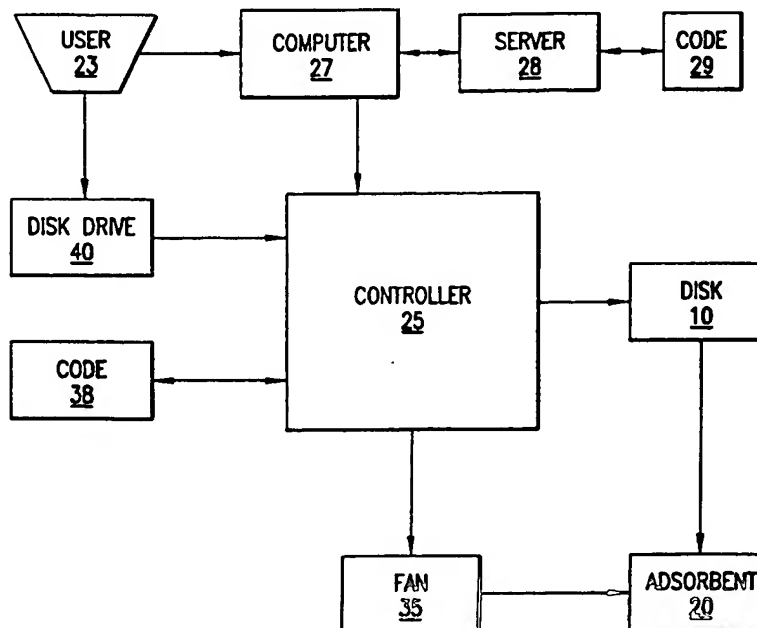 USER
23
COMPUTER
27
SERVER
28
CODE
29
DISK DRIVE
40
CONTROLLER
25
DISK
10
CODE
38
FAN
35
ADSORBENT
20